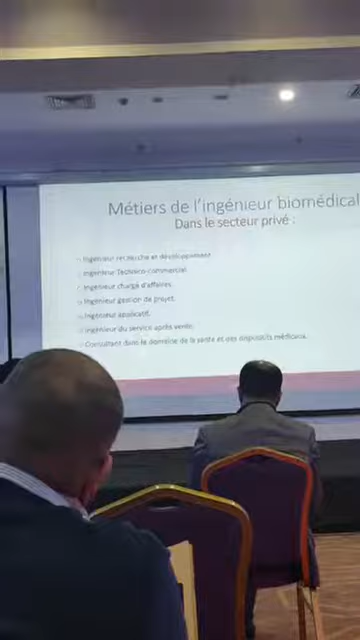 Métiers de l'ingénieur biomédical
Dans le secteur privé :
Ingénieur recherche et développement
Ingénieur Technico-commercial
Ingénieur chargé d'affaires
Ingénieur gestion de projet
Ingénieur applicatif
Ingénieur du service après vente
Consultant dans le domaine de la santé et des dispositifs médicaux